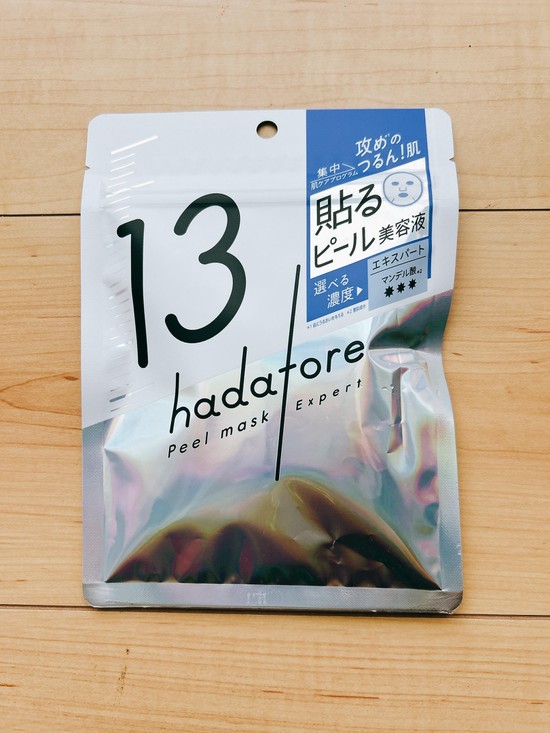 攻めの
つるん!肌
集中
肌ケアプログラム
貼る
ピール美容液
選べる
濃度▶
エキスパート
マンデル酸*2
13
hadatore
Peel mask Expert